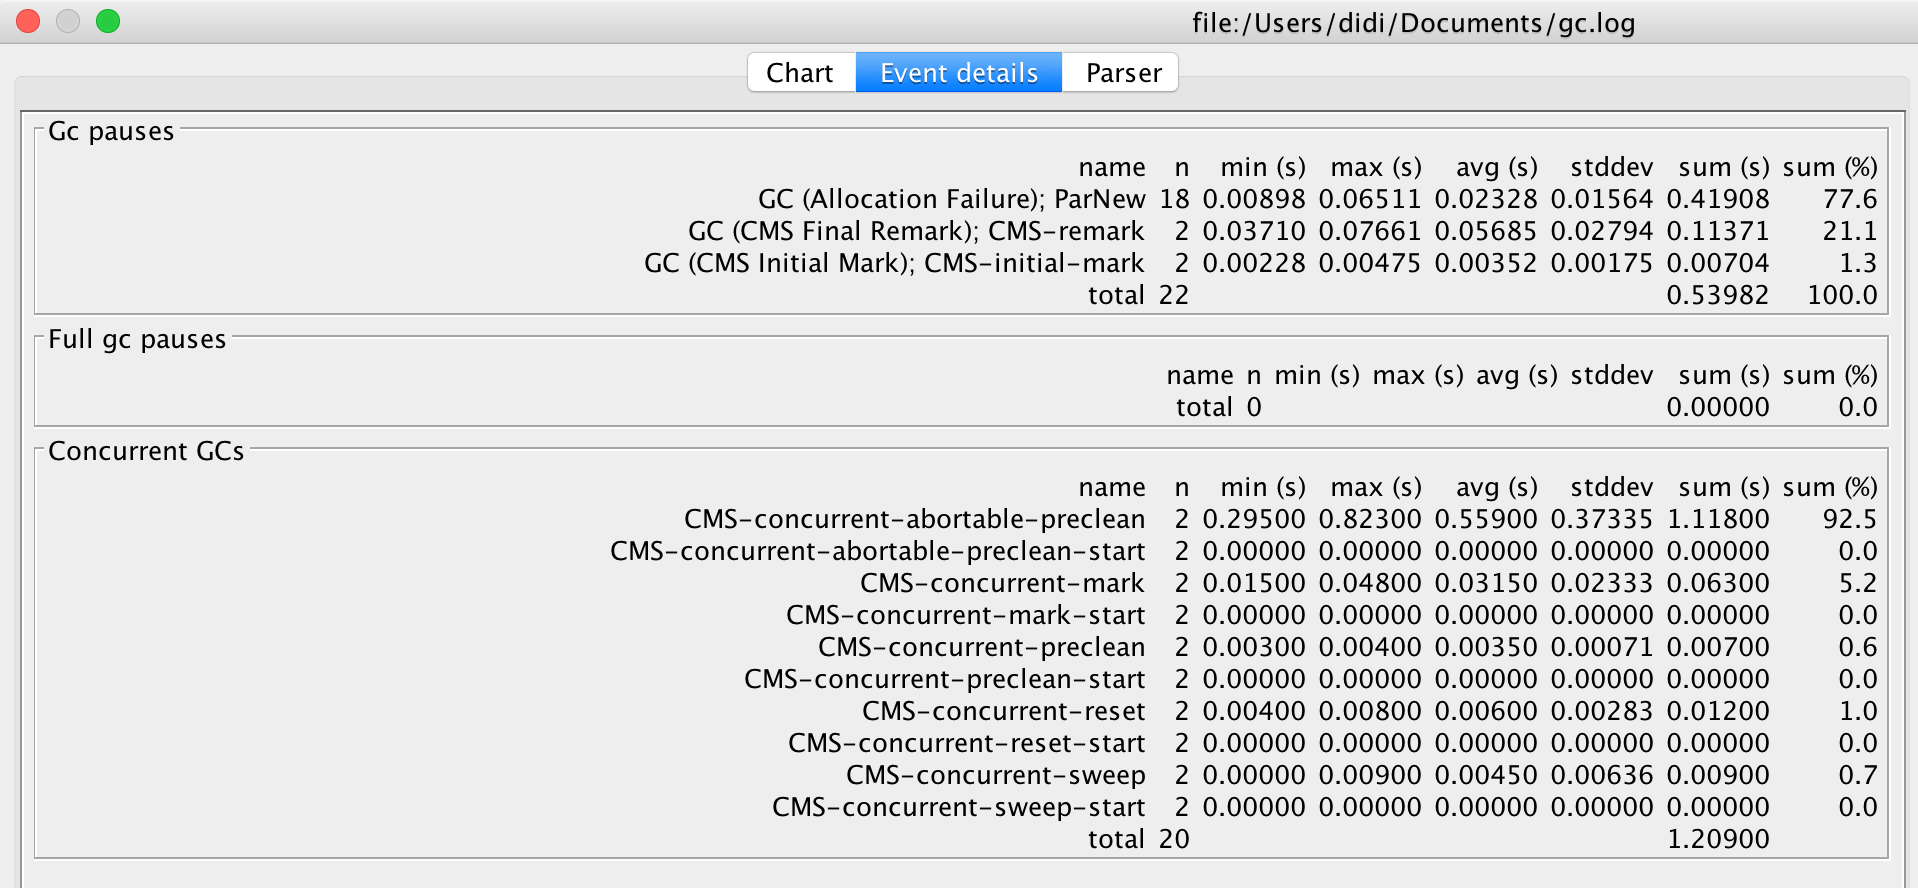 file:/Users/didi/Documents/gc.log
Chart Event details Parser
Gc pauses
name n min (s) max (s) avg (s) stddev sum (s) sum (%)
GC (Allocation Failure); ParNew 18 0.00898 0.06511 0.02328 0.01564 0.41908 77.6
GC (CMS Final Remark); CMS-remark 2 0.03710 0.07661 0.05685 0.02794 0.11371 21.1
GC (CMS Initial Mark); CMS-initial-mark 2 0.00228 0.00475 0.00352 0.00175 0.00704 1.3
total 22 0.53982 100.0
Full gc pauses
name n min (s) max (s) avg (s) stddev sum (s) sum (%)
total 0 0.00000 0.0
Concurrent GCs
name n min (s) max (s) avg (s) stddev sum (s) sum (%)
CMS-concurrent-abortable-preclean 2 0.29500 0.82300 0.55900 0.37335 1.11800 92.5
CMS-concurrent-abortable-preclean-start 2 0.00000 0.00000 0.00000 0.00000 0.00000 0.0
CMS-concurrent-mark 2 0.01500 0.04800 0.03150 0.02333 0.06300 5.2
CMS-concurrent-mark-start 2 0.00000 0.00000 0.00000 0.00000 0.00000 0.0
CMS-concurrent-preclean 2 0.00300 0.00400 0.00350 0.00071 0.00700 0.6
CMS-concurrent-preclean-start 2 0.00000 0.00000 0.00000 0.00000 0.00000 0.0
CMS-concurrent-reset 2 0.00400 0.00800 0.00600 0.00283 0.01200 1.0
CMS-concurrent-reset-start 2 0.00000 0.00000 0.00000 0.00000 0.00000 0.0
CMS-concurrent-sweep 2 0.00000 0.00900 0.00450 0.00636 0.00900 0.7
CMS-concurrent-sweep-start 2 0.00000 0.00000 0.00000 0.00000 0.00000 0.0
total 20 1.20900